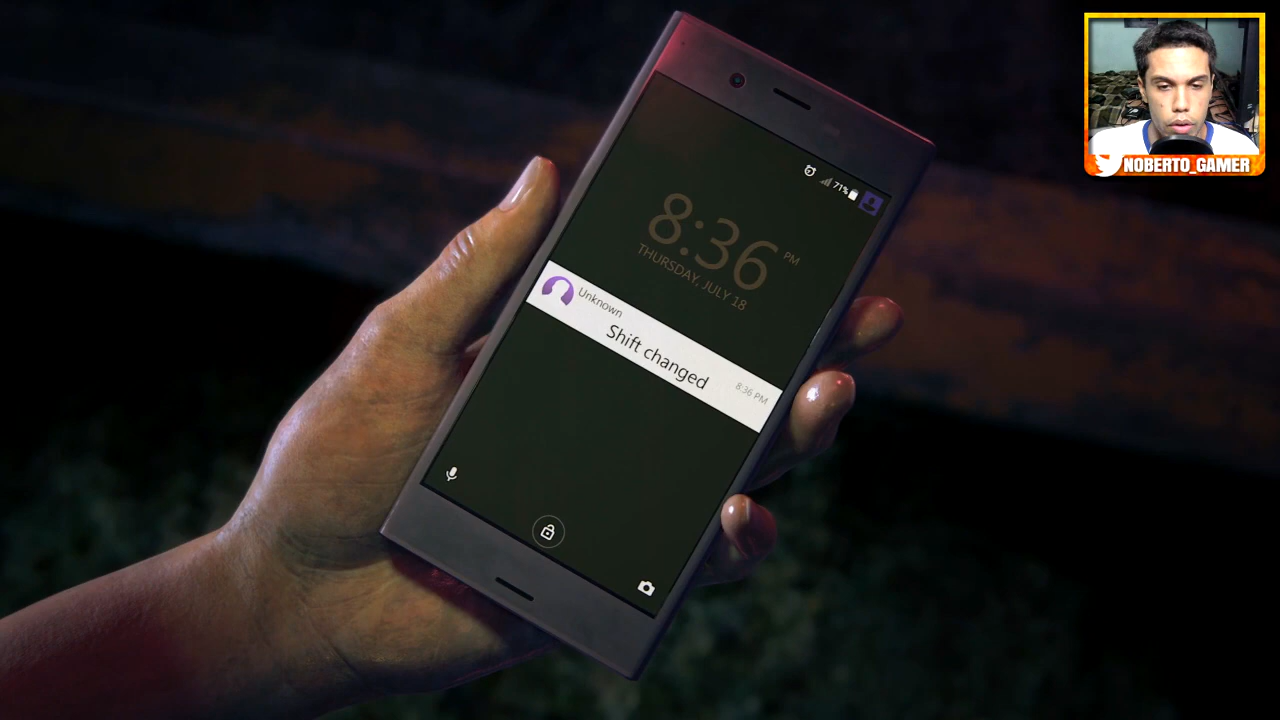 71%
8:36 PM
THURSDAY, JULY 18
Unknown
Shift changed
8:36 PM
NOBERTO_GAMER